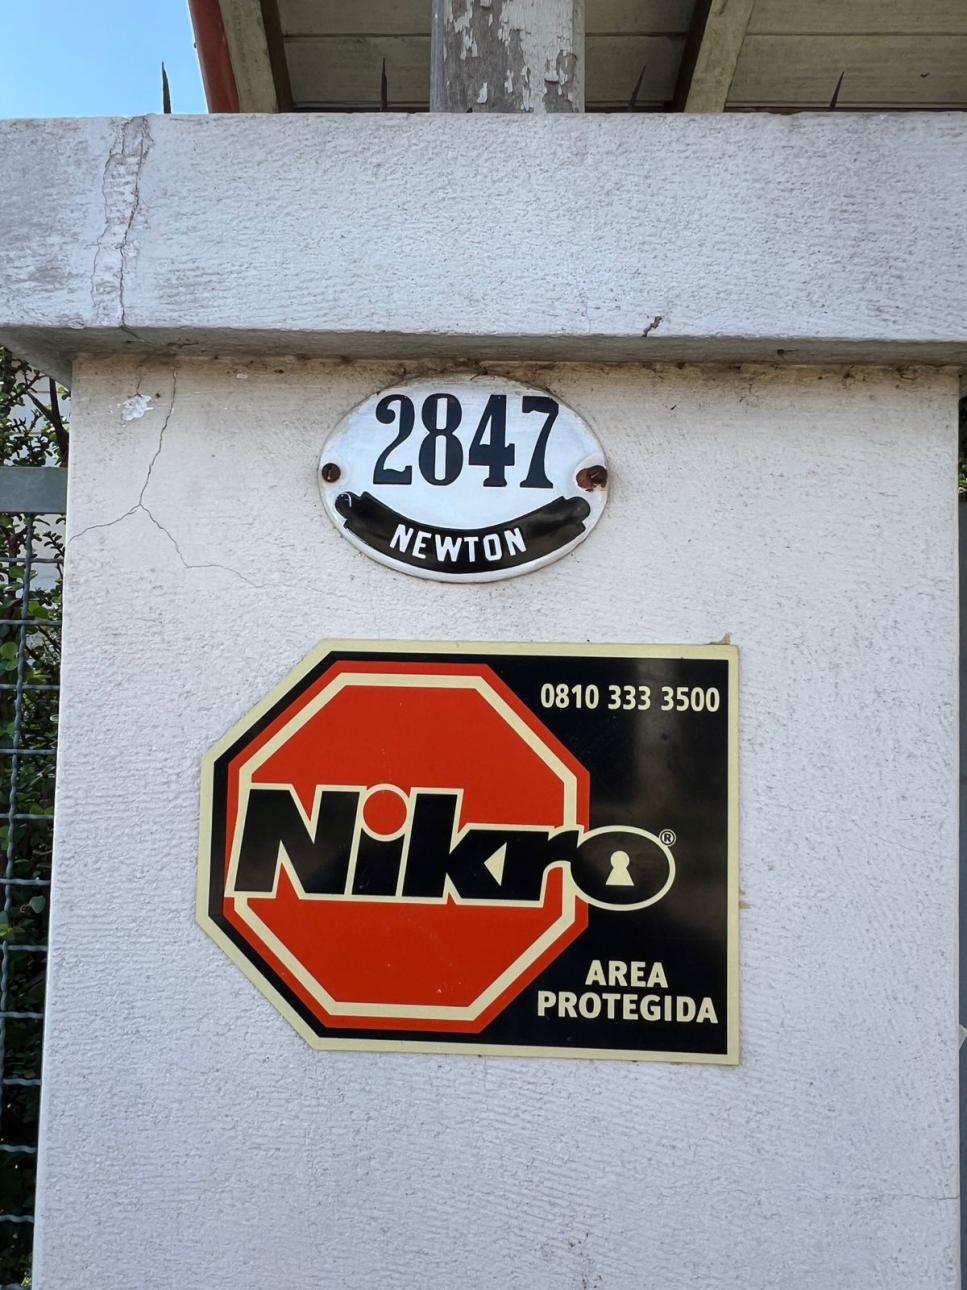 2847
NEWTON
0810 333 3500
Nikro®
AREA
PROTEGIDA